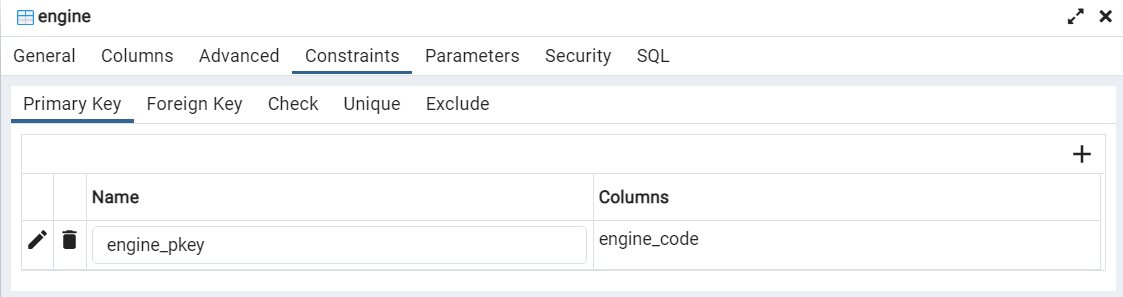 engine
General Columns Advanced Constraints Parameters Security SQL
Primary Key Foreign Key Check Unique Exclude
Name Columns
engine_pkey engine_code